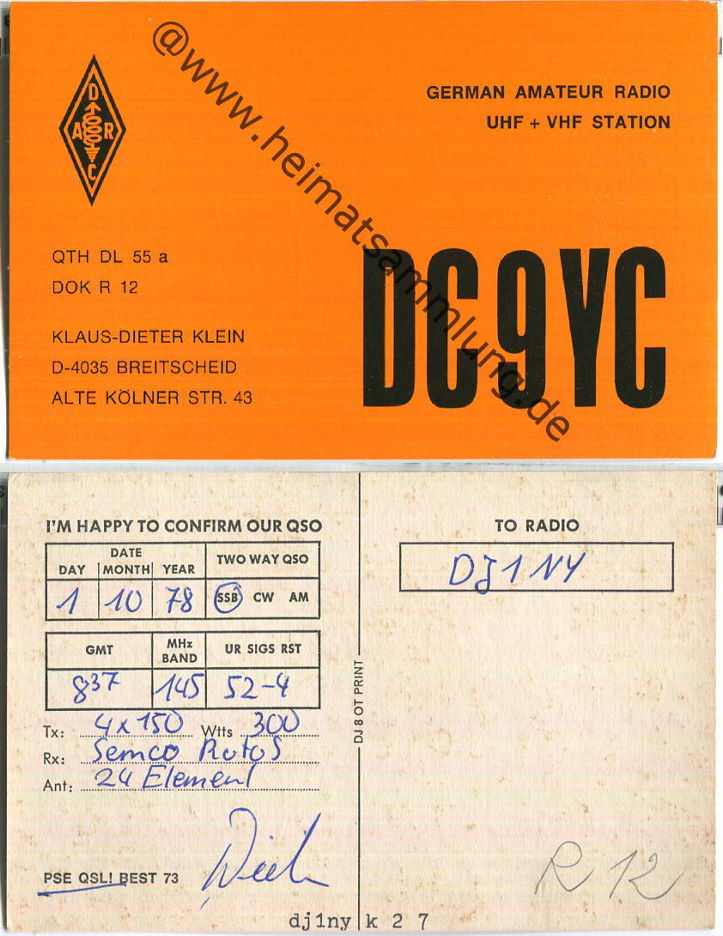 @www.heimatsammlung.de
D
A R
C
GERMAN AMATEUR RADIO
UHF + VHF STATION
QTH DL 55 a
DOK R 12
KLAUS-DIETER KLEIN
D-4035 BREITSCHEID
ALTE KÖLNER STR. 43
DC9YC
I'M HAPPY TO CONFIRM OUR QSO
DATE
DAY MONTH YEAR TWO WAY QSO
1 10 78 SSB CW AM
GMT MHz BAND UR SIGS RST
8 37 145 52-4
Tx: 4x150 Wtts 300
Rx: Semco Roto S
Ant: 24 Element
PSE QSL! BEST 73
DJ 8 OT PRINT
TO RADIO
DJ1NY
R 12
dj1ny k 2 7